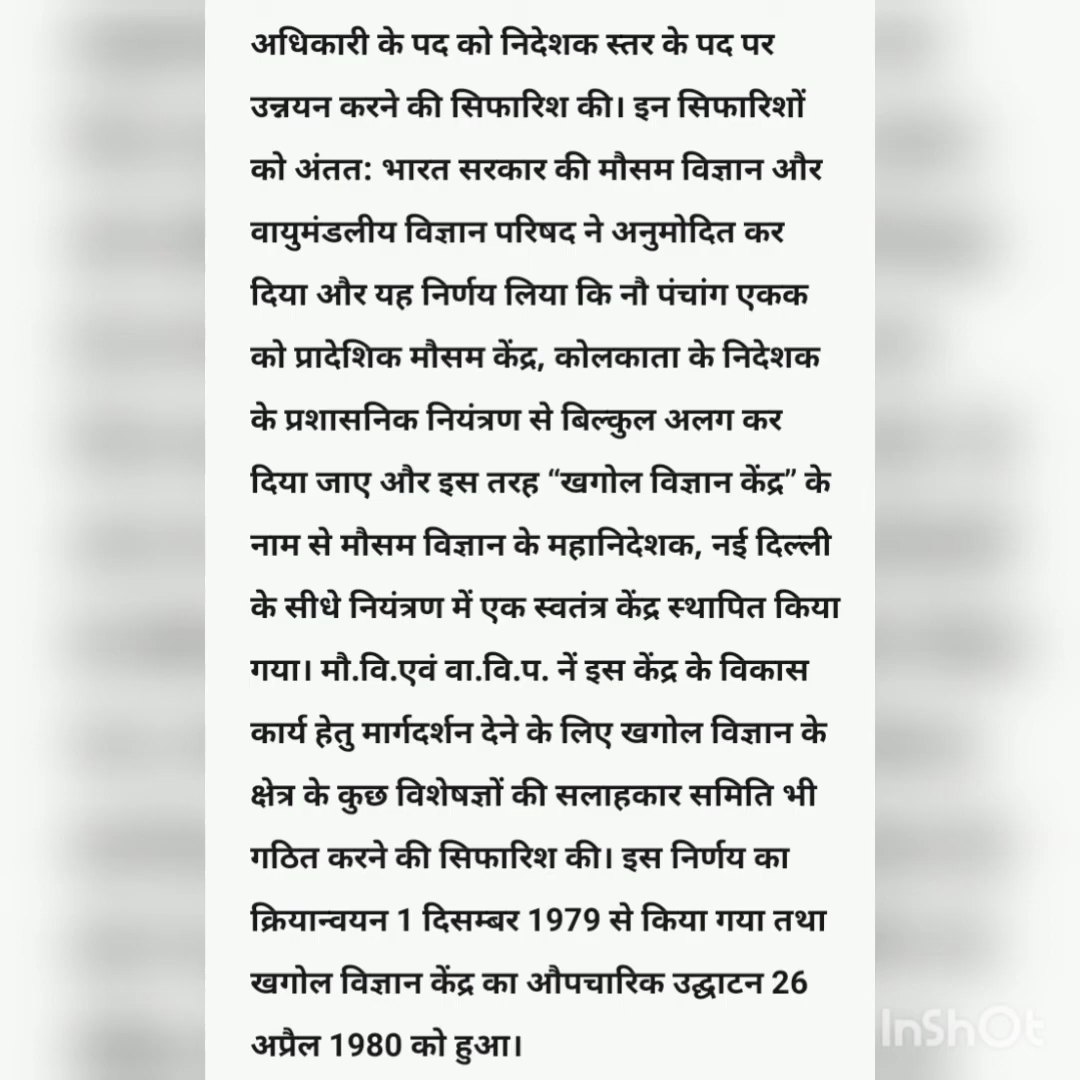 अधिकारी के पद को निदेशक स्तर के पद पर
उन्नयन करने की सिफारिश की। इन सिफारिशों
को अंतत: भारत सरकार की मौसम विज्ञान और
वायुमंडलीय विज्ञान परिषद ने अनुमोदित कर
दिया और यह निर्णय लिया कि नौ पंचांग एकक
को प्रादेशिक मौसम केंद्र, कोलकाता के निदेशक
के प्रशासनिक नियंत्रण से बिल्कुल अलग कर
दिया जाए और इस तरह “खगोल विज्ञान केंद्र” के
नाम से मौसम विज्ञान के महानिदेशक, नई दिल्ली
के सीधे नियंत्रण में एक स्वतंत्र केंद्र स्थापित किया
गया। मौ.वि.एवं वा.वि.प. नें इस केंद्र के विकास
कार्य हेतु मार्गदर्शन देने के लिए खगोल विज्ञान के
क्षेत्र के कुछ विशेषज्ञों की सलाहकार समिति भी
गठित करने की सिफारिश की। इस निर्णय का
क्रियान्वयन 1 दिसम्बर 1979 से किया गया तथा
खगोल विज्ञान केंद्र का औपचारिक उद्घाटन 26
अप्रैल 1980 को हुआ।
InShOt